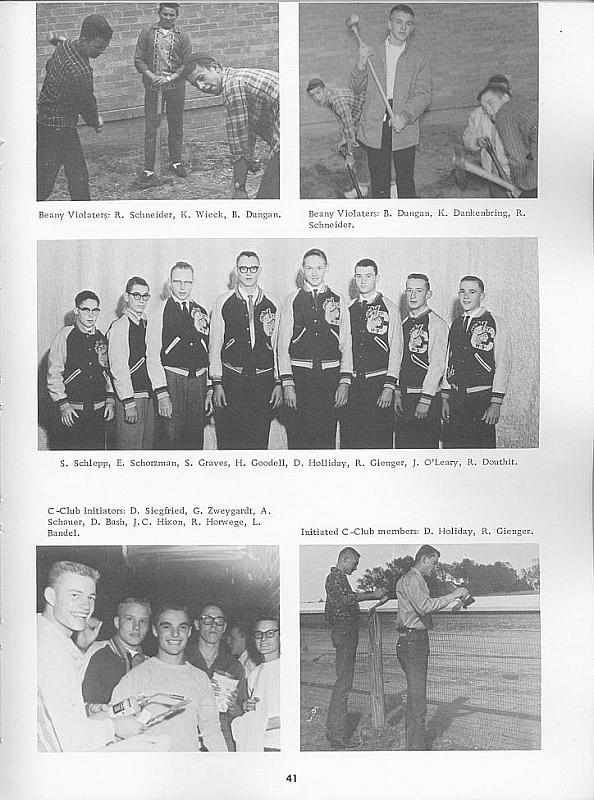 Beany Violaters: R. Schneider, K. Wieck, B. Dungan.
Beany Violaters: B. Dungan, K. Dankenbring, R.
Schneider.
S. Schlepp, E. Schorzman, S. Graves, H. Goodell, D. Holliday, R. Gienger, J. O'Leary, R. Douthit.
C-Club initiators: D. Siegfried, G. Zweygardt, A.
Schauer, D. Bash, J.C. Hixon, R. Horwege, L.
Bandel.
Initiated C-Club members: D. Holiday, R. Gienger.
41